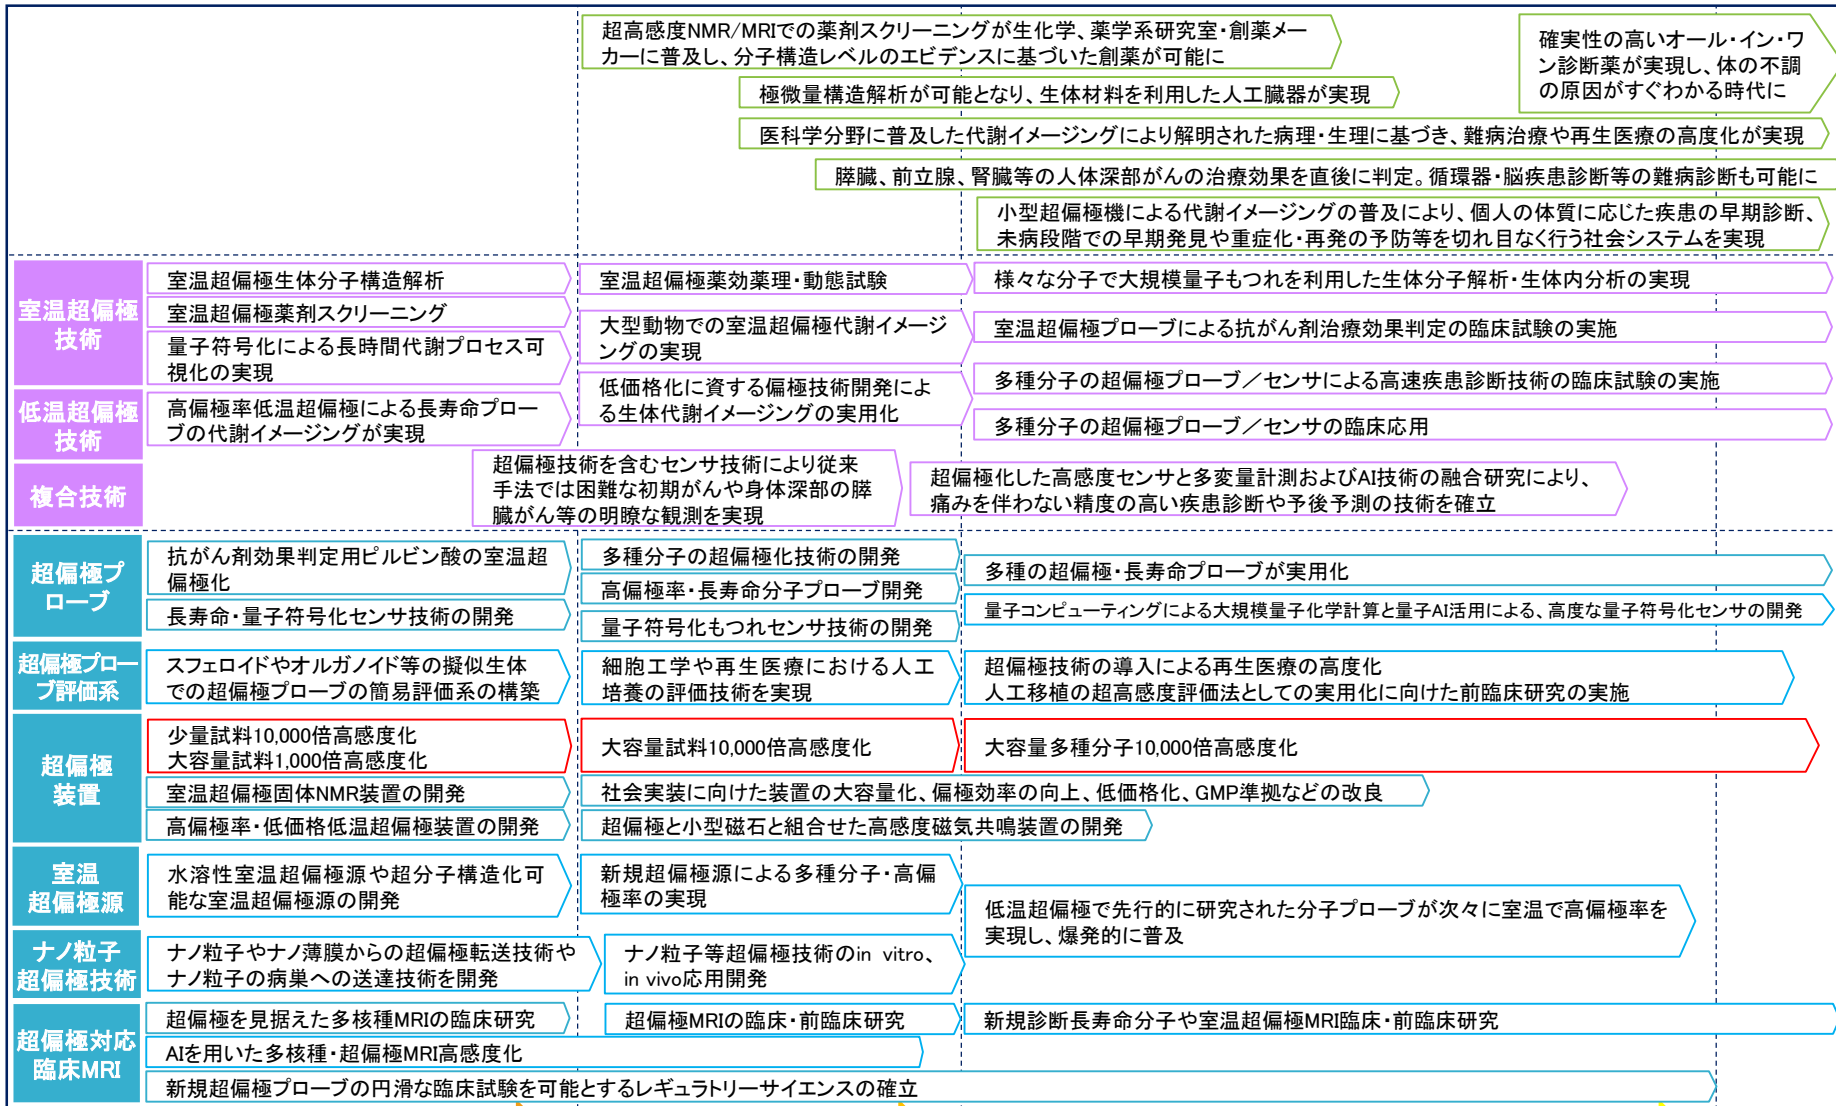 超高感度NMR/MRIでの薬剤スクリーニングが生化学、薬学系研究室・創薬メー
カーに普及し、分子構造レベルのエビデンスに基づいた創薬が可能に
確実性の高いオール・イン・ワ
ン診断薬が実現し、体の不調
の原因がすぐわかる時代に
極微量構造解析が可能となり、生体材料を利用した人工臓器が実現
医科学分野に普及した代謝イメージングにより解明された病理・生理に基づき、難病治療や再生医療の高度化が実現
膵臓、前立腺、腎臓等の人体深部がんの治療効果を直後に判定。循環器・脳疾患診断等の難病診断も可能に
小型超偏極機による代謝イメージングの普及により、個人の体質に応じた疾患の早期診断、
未病段階での早期発見や重症化・再発の予防等を切れ目なく行う社会システムを実現
室温超偏極
技術
室温超偏極生体分子構造解析
室温超偏極薬剤スクリーニング
量子符号化による長時間代謝プロセス可
視化の実現
室温超偏極薬効薬理・動態試験
大型動物での室温超偏極代謝イメージ
ングの実現
様々な分子で大規模量子もつれを利用した生体分子解析・生体内分析の実現
室温超偏極プローブによる抗がん剤治療効果判定の臨床試験の実施
低温超偏極
技術
高偏極率低温超偏極による長寿命プロー
ブの代謝イメージングが実現
低価格化に資する偏極技術開発によ
る生体代謝イメージングの実用化
多種分子の超偏極プローブ／センサによる高速疾患診断技術の臨床試験の実施
多種分子の超偏極プローブ／センサの臨床応用
複合技術
超偏極技術を含むセンサ技術により従来
手法では困難な初期がんや身体深部の膵
臓がん等の明瞭な観測を実現
超偏極化した高感度センサと多変量計測およびAI技術の融合研究により、
痛みを伴わない精度の高い疾患診断や予後予測の技術を確立
超偏極プ
ローブ
抗がん剤効果判定用ピルビン酸の室温超
偏極化
長寿命・量子符号化センサ技術の開発
多種分子の超偏極化技術の開発
高偏極率・長寿命分子プローブ開発
量子符号化もつれセンサ技術の開発
多種の超偏極・長寿命プローブが実用化
量子コンピューティングによる大規模量子化学計算と量子AI活用による、高度な量子符号化センサの開発
超偏極プロー
ブ評価系
スフェロイドやオルガノイド等の擬似生体
での超偏極プローブの簡易評価系の構築
細胞工学や再生医療における人工
培養の評価技術を実現
超偏極技術の導入による再生医療の高度化
人工移植の超高感度評価法としての実用化に向けた前臨床研究の実施
超偏極
装置
少量試料10,000倍高感度化
大容量試料1,000倍高感度化
大容量試料10,000倍高感度化
大容量多種分子10,000倍高感度化
室温超偏極固体NMR装置の開発
社会実装に向けた装置の大容量化、偏極効率の向上、低価格化、GMP準拠などの改良
高偏極率・低価格低温超偏極装置の開発
超偏極と小型磁石と組合せた高感度磁気共鳴装置の開発
室温
超偏極源
水溶性室温超偏極源や超分子構造化可
能な室温超偏極源の開発
新規超偏極源による多種分子・高偏
極率の実現
低温超偏極で先行的に研究された分子プローブが次々に室温で高偏極率を
実現し、爆発的に普及
ナノ粒子
超偏極技術
ナノ粒子やナノ薄膜からの超偏極転送技術や
ナノ粒子の病巣への送達技術を開発
ナノ粒子等超偏極技術のin vitro、
in vivo応用開発
超偏極対応
臨床MRI
超偏極を見据えた多核種MRIの臨床研究
超偏極MRIの臨床・前臨床研究
新規診断長寿命分子や室温超偏極MRI臨床・前臨床研究
AIを用いた多核種・超偏極MRI高感度化
新規超偏極プローブの円滑な臨床試験を可能とするレギュラトリーサイエンスの確立